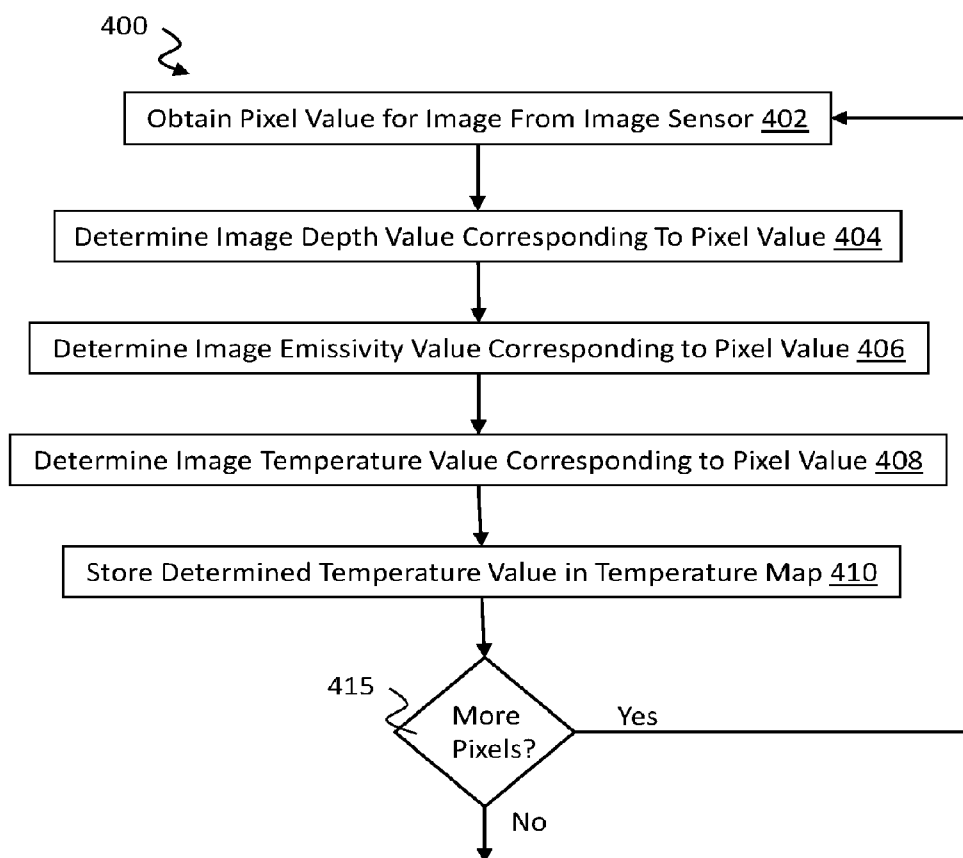 400
Obtain Pixel Value for Image From Image Sensor 402
Determine Image Depth Value Corresponding To Pixel Value 404
Determine Image Emissivity Value Corresponding to Pixel Value 406
Determine Image Temperature Value Corresponding to Pixel Value 408
Store Determined Temperature Value in Temperature Map 410
415
More
Pixels?
Yes
No